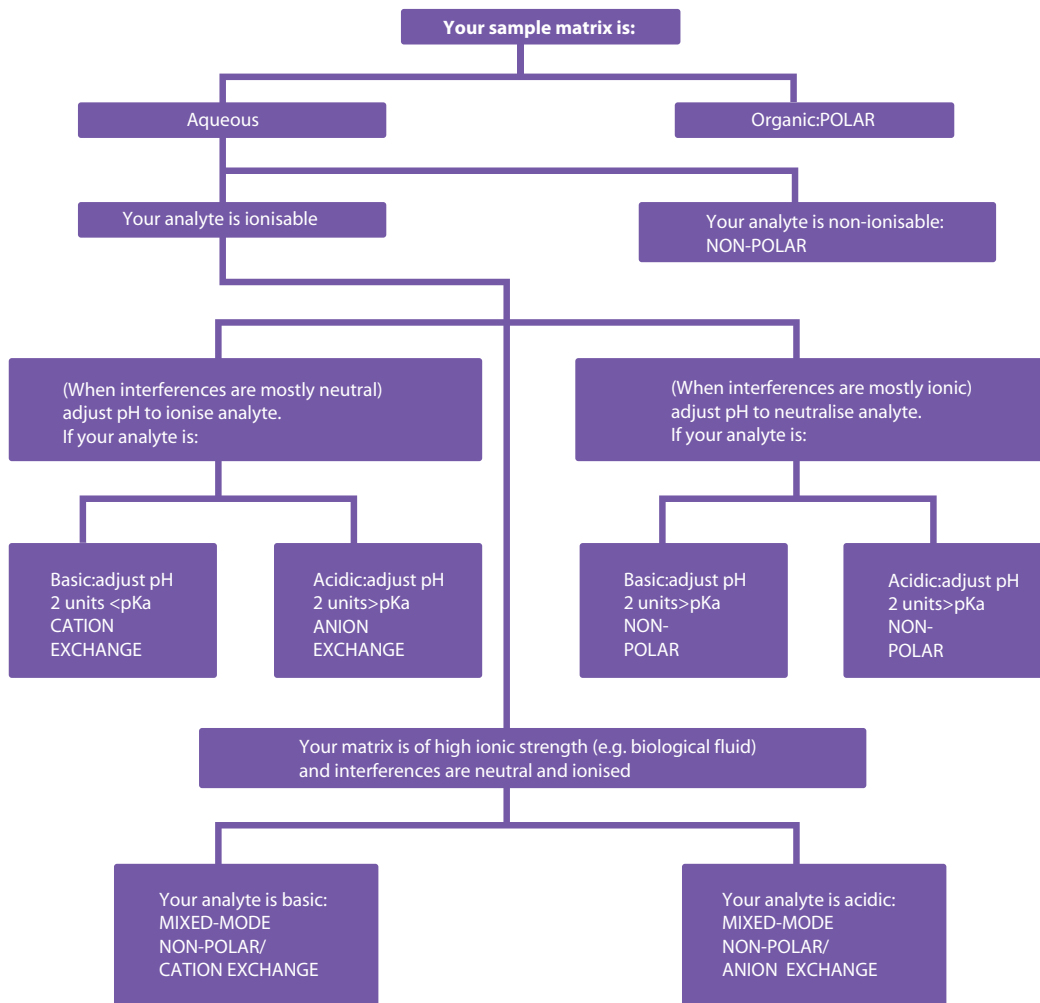 Your sample matrix is:
Aqueous
Organic:POLAR
Your analyte is ionisable
Your analyte is non-ionisable:
NON-POLAR
(When interferences are mostly neutral)
adjust pH to ionise analyte.
If your analyte is:
(When interferences are mostly ionic)
adjust pH to neutralise analyte.
If your analyte is:
Basic:adjust pH
2 units <pKa
CATION
EXCHANGE
Acidic:adjust pH
2 units>pKa
ANION
EXCHANGE
Basic:adjust pH
2 units>pKa
NON-
POLAR
Acidic:adjust pH
2 units>pKa
NON-
POLAR
Your matrix is of high ionic strength (e.g. biological fluid)
and interferences are neutral and ionised
Your analyte is basic:
MIXED-MODE
NON-POLAR/
CATION EXCHANGE
Your analyte is acidic:
MIXED-MODE
NON-POLAR/
ANION EXCHANGE